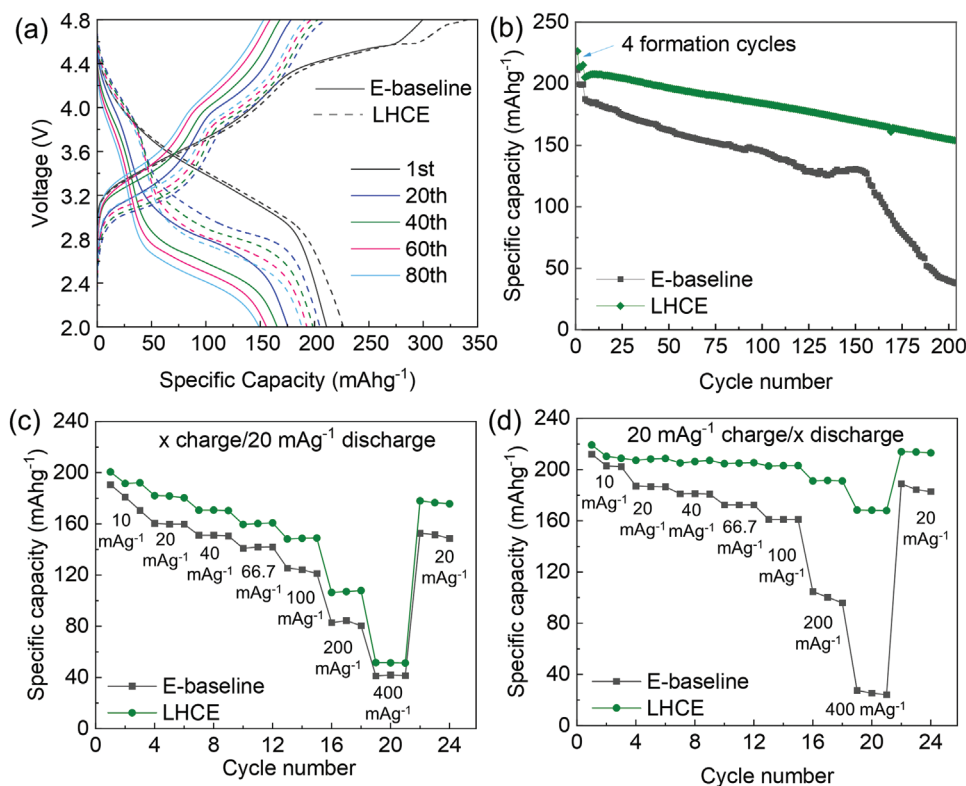 (a)
4.8
4.4
4.0
3.6
3.2
2.8
2.4
2.0
Voltage (V)
E-baseline
LHCE
1st
20th
40th
60th
80th
0 50 100 150 200 250 300 350
Specific Capacity (mAhg-1)
(b)
250
200
150
100
50
0
Specific capacity (mAhg-1)
4 formation cycles
E-baseline
LHCE
0 25 50 75 100 125 150 175 200
Cycle number
(c)
240
200
160
120
80
40
0
Specific capacity (mAhg-1)
x charge/20 mAg-1 discharge
10
mAg-1
20
mAg-1
40
mAg-1
66.7
mAg-1
100
mAg-1
200
mAg-1
400
mAg-1
20
mAg-1
E-baseline
LHCE
0 4 8 12 16 20 24
Cycle number
(d)
240
200
160
120
80
40
0
Specific capacity (mAhg-1)
20 mAg-1 charge/x discharge
10
mAg-1
20
mAg-1
40
mAg-1
66.7
mAg-1
100
mAg-1
200
mAg-1
400 mAg-1
20
mAg-1
E-baseline
LHCE
0 4 8 12 16 20 24
Cycle number